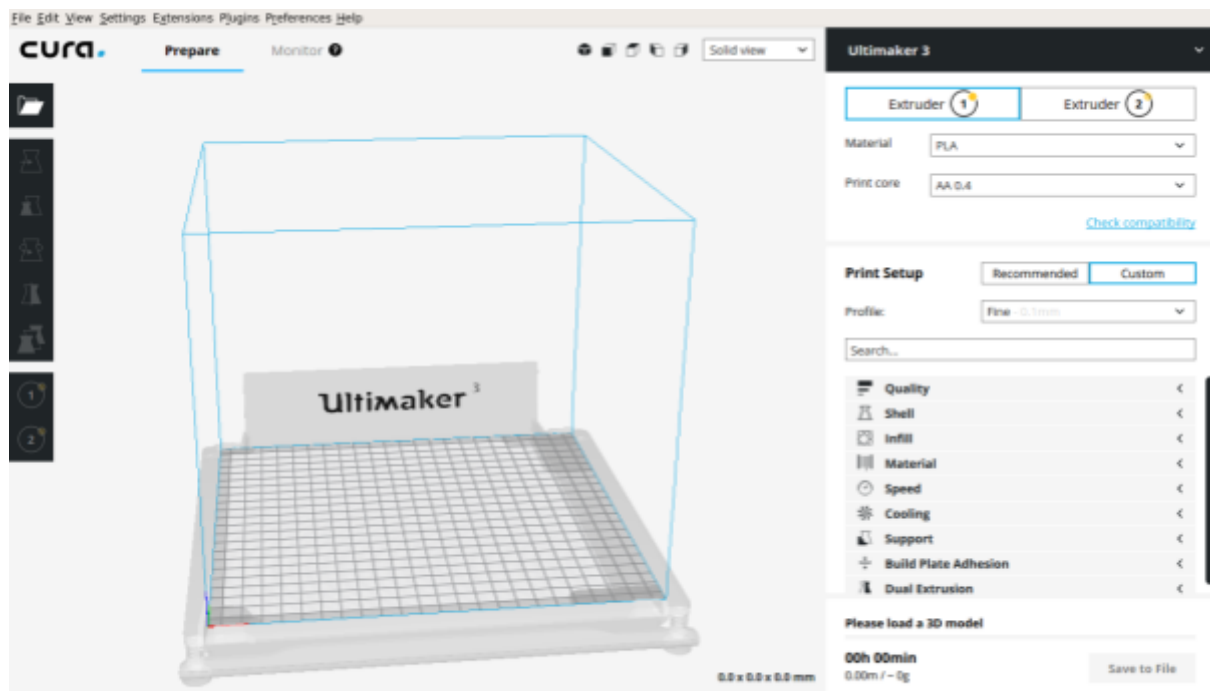 File Edit View Settings Extensions Plugins Preferences Help
cura. Prepare Monitor ? Solid view
Ultimaker 3
Extruder 1 Extruder 2
Material PLA
Print core AA 0.4
Check compatibility
Print Setup Recommended Custom
Profile: Fine - 0.1mm
Search...
Quality
Shell
Infill
Material
Speed
Cooling
Support
Build Plate Adhesion
Dual Extrusion
Please load a 3D model
00h 00min
0.00m / ~ 0g
Save to File
1
2
Ultimaker 3
0.0 x 0.0 x 0.0 mm